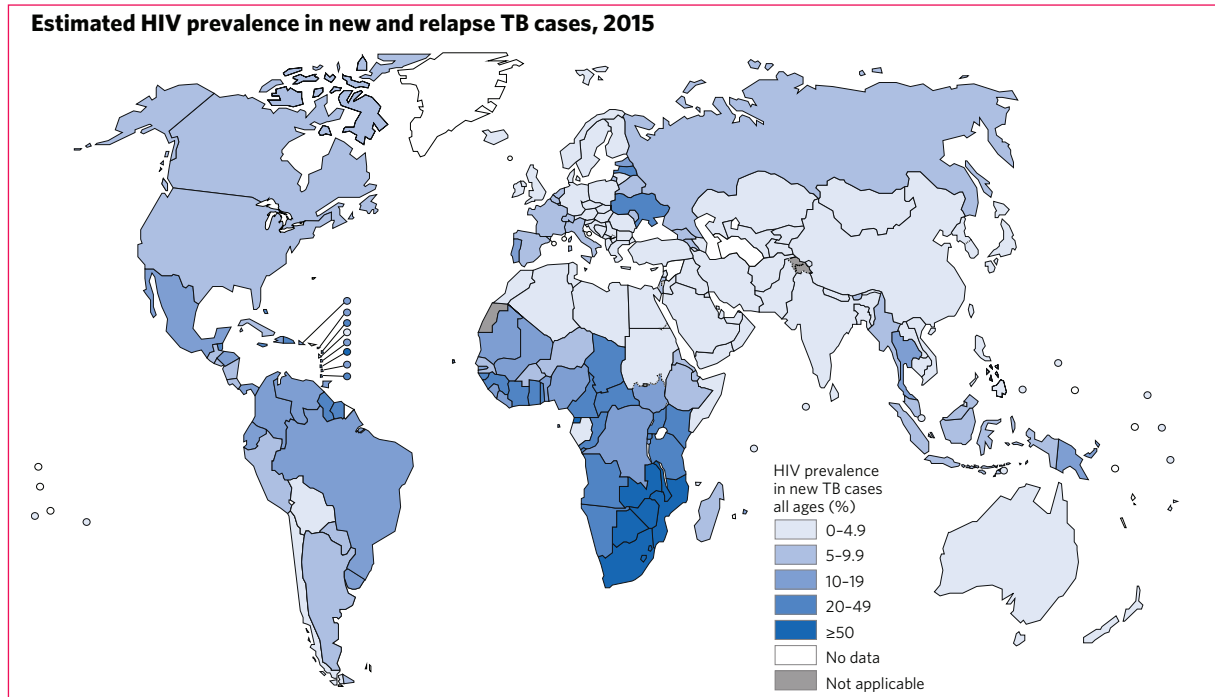 Estimated HIV prevalence in new and relapse TB cases, 2015
HIV prevalence
in new TB cases
all ages (%)
0–4.9
5–9.9
10–19
20–49
≥50
No data
Not applicable